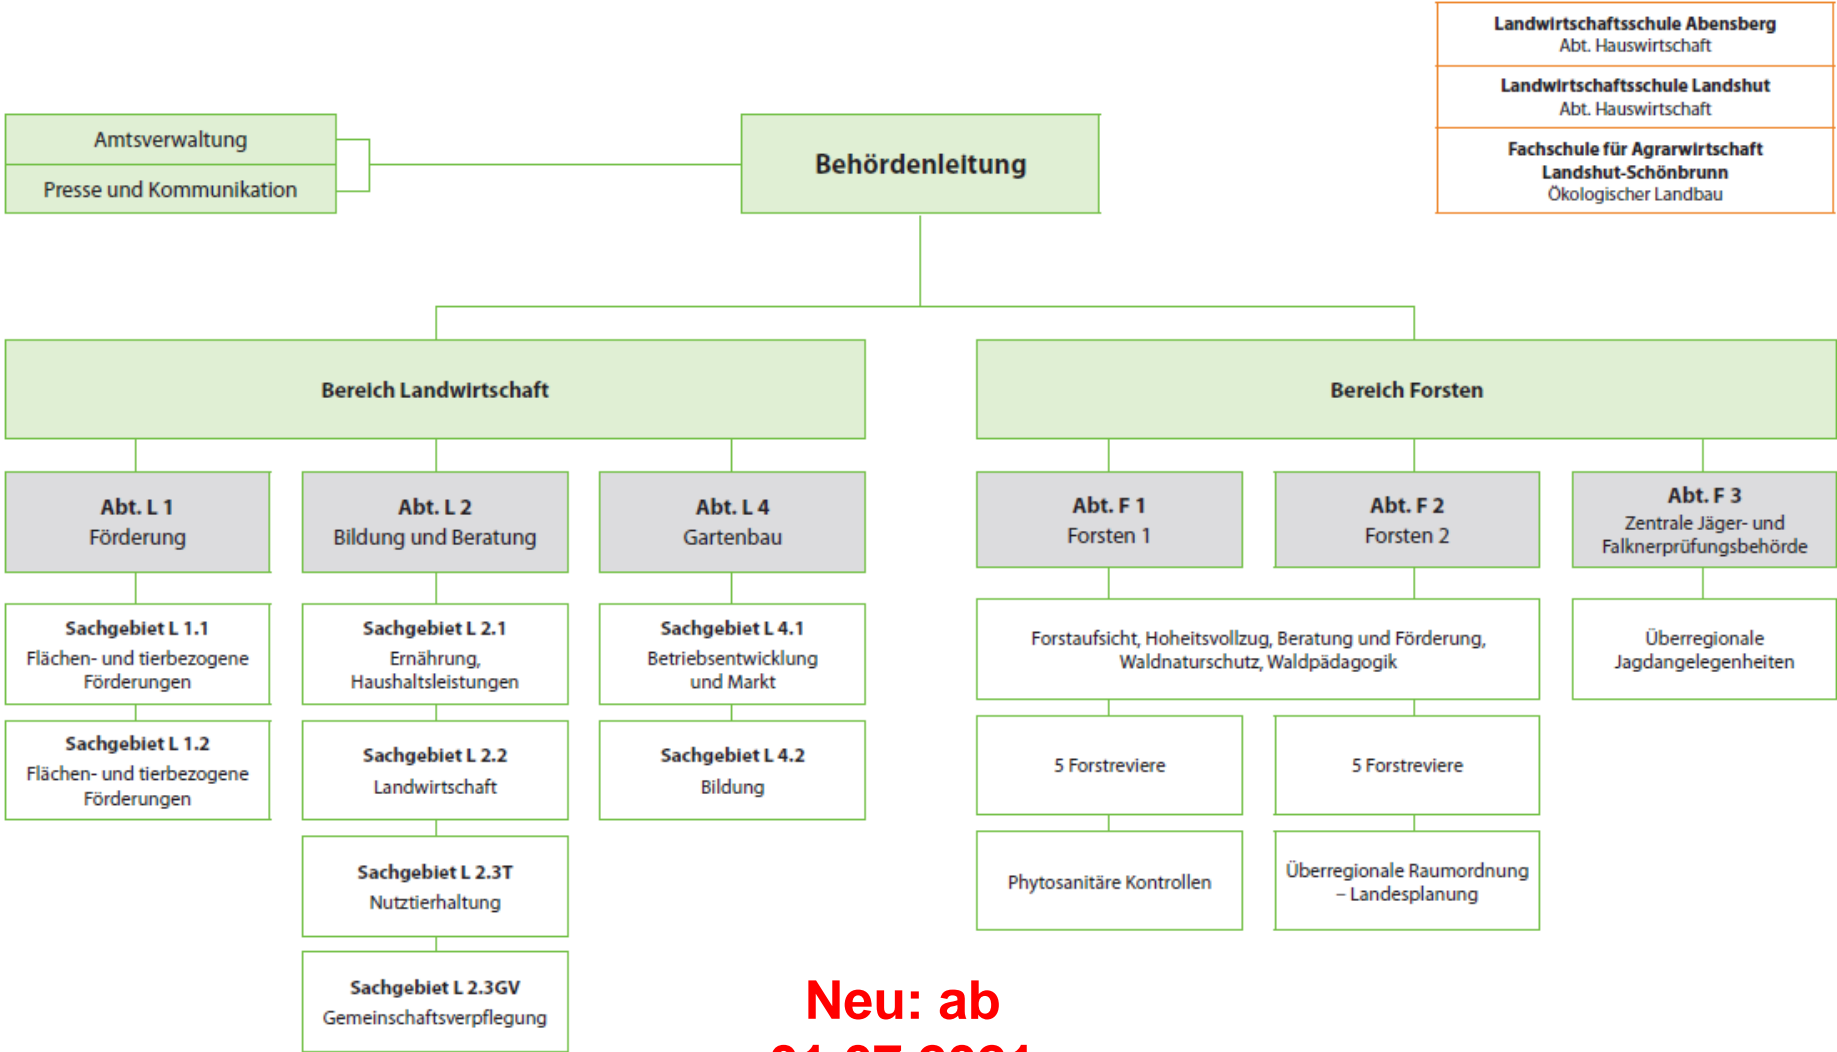 Landwirtschaftsschule Abensberg
Abt. Hauswirtschaft
Landwirtschaftsschule Landshut
Abt. Hauswirtschaft
Fachschule für Agrarwirtschaft
Landshut-Schönbrunn
Ökologischer Landbau
Amtsverwaltung
Presse und Kommunikation
Behördenleitung
Bereich Landwirtschaft
Abt. L 1
Förderung
Sachgebiet L 1.1
Flächen- und tierbezogene
Förderungen
Sachgebiet L 1.2
Flächen- und tierbezogene
Förderungen
Abt. L 2
Bildung und Beratung
Sachgebiet L 2.1
Ernährung,
Haushaltsleistungen
Sachgebiet L 2.2
Landwirtschaft
Sachgebiet L 2.3T
Nutztierhaltung
Sachgebiet L 2.3GV
Gemeinschaftsverpflegung
Abt. L 4
Gartenbau
Sachgebiet L 4.1
Betriebsentwicklung
und Markt
Sachgebiet L 4.2
Bildung
Bereich Forsten
Abt. F 1
Forsten 1
Abt. F 2
Forsten 2
Abt. F 3
Zentrale Jäger- und
Falknerprüfungsbehörde
Forstaufsicht, Hoheitsvollzug, Beratung und Förderung,
Waldnaturschutz, Waldpädagogik
Überregionale
Jagdangelegenheiten
5 Forstreviere
5 Forstreviere
Phytosanitäre Kontrollen
Überregionale Raumordnung
– Landesplanung
Neu: ab